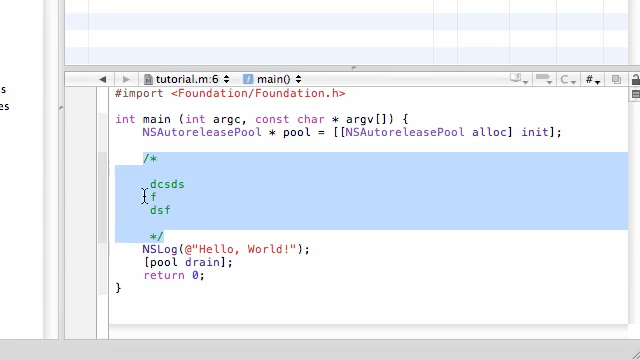 s
es
tutorial.m:6 main() C #
#import <Foundation/Foundation.h>
int main (int argc, const char * argv[]) {
NSAutoreleasePool * pool = [[NSAutoreleasePool alloc] init];
/*
dcsds
f
dsf
*/
NSLog(@"Hello, World!");
[pool drain];
return 0;
}